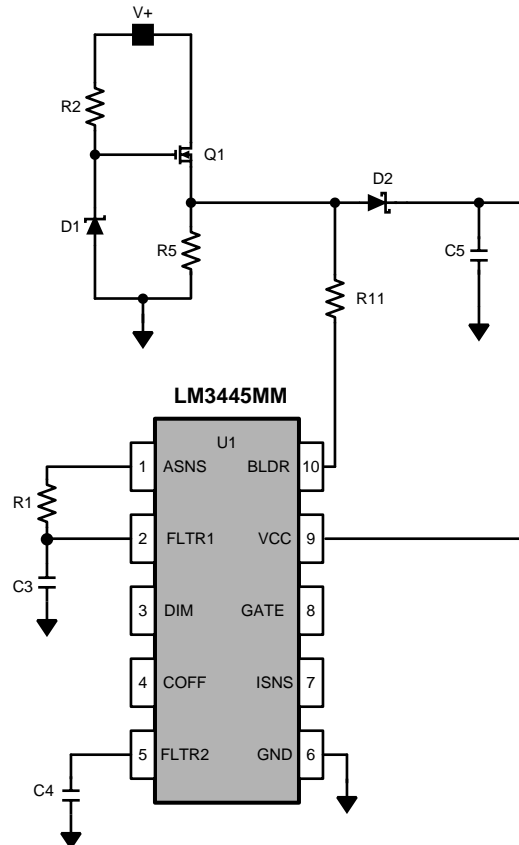 V+
R2
Q1
D2
D1
R5
C5
R11
LM3445MM
U1
1 ASNS BLDR 10
R1
2 FLTR1 VCC 9
C3
3 DIM GATE 8
4 COFF ISNS 7
5 FLTR2 GND 6
C4